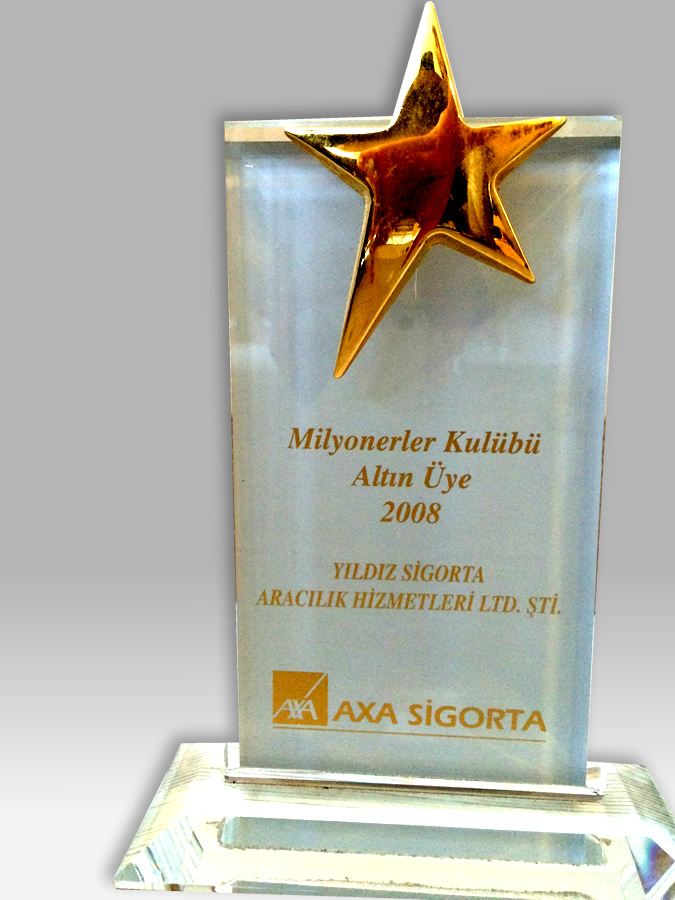 Milyonerler Kulübü
Altın Üye
2008
YILDIZ SİGORTA
ARACILIK HİZMETLERİ LTD. ŞTİ.
AXA AXA SİGORTA